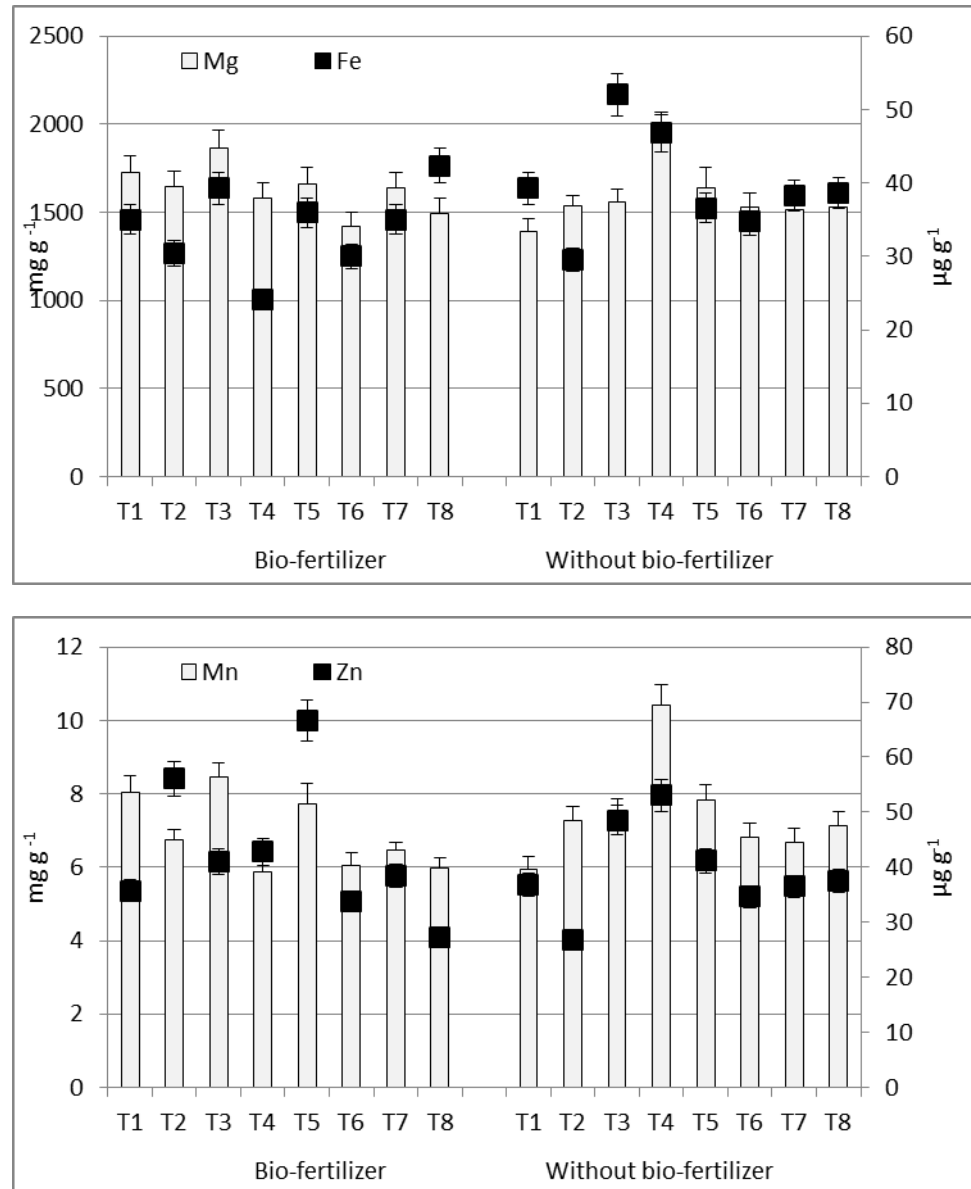 2500
2000
1500
1000
500
0
mg g⁻¹
Mg Fe
60
50
40
30
20
10
0
µg g⁻¹
T1 T2 T3 T4 T5 T6 T7 T8 T1 T2 T3 T4 T5 T6 T7 T8
Bio-fertilizer Without bio-fertilizer
12
10
8
6
4
2
0
mg g⁻¹
Mn Zn
80
70
60
50
40
30
20
10
0
µg g⁻¹
T1 T2 T3 T4 T5 T6 T7 T8 T1 T2 T3 T4 T5 T6 T7 T8
Bio-fertilizer Without bio-fertilizer